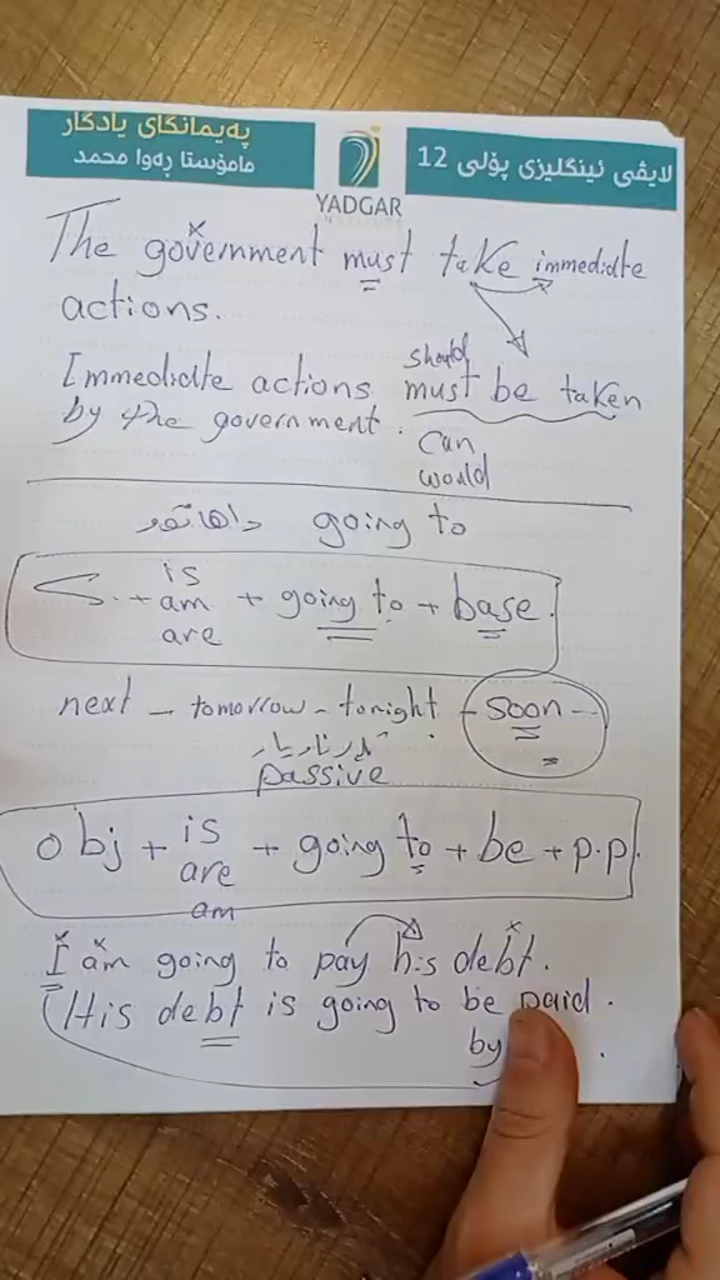 پەیمانگای یادگار
مامۆستا ڕەوا محمد
لایڤی ئینگلیزی پۆلی 12
YADGAR
INSTITUTE
The government must take immediate
actions.
should
Immediate actions must be taken
by the government.
can
would
داهاتوو going to
is
S. + am + going to + base.
are
next - tomorrow - tonight - soon -
passive
is
obj + are + going to + be + p.p.
am
I am going to pay his debt.
(His debt is going to be paid.
by